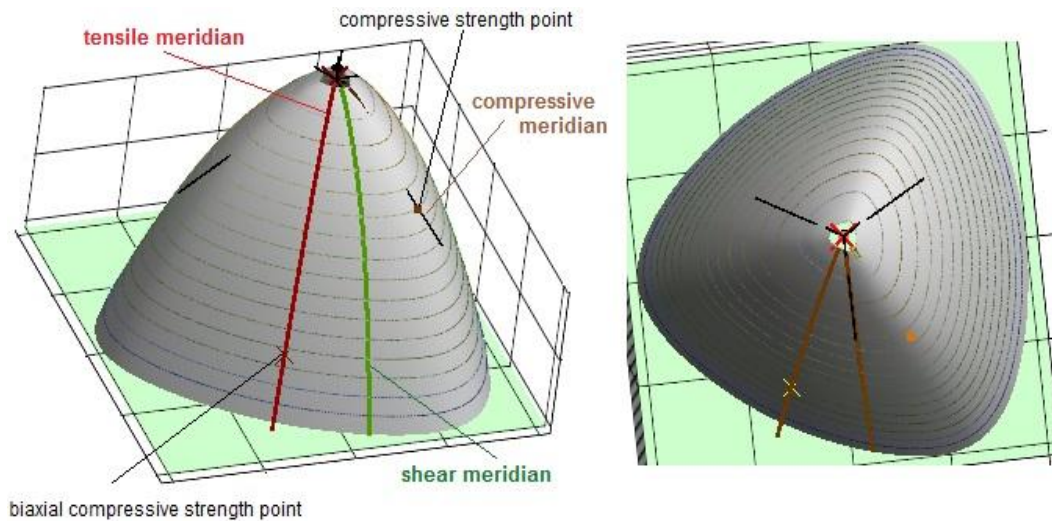 compressive strength point
tensile meridian
compressive
meridian
shear meridian
biaxial compressive strength point